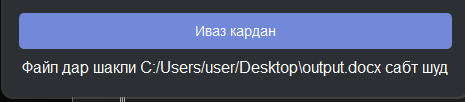 Иваз кардан
Файл дар шакли C:/Users/user/Desktop\output.docx сабт шуд